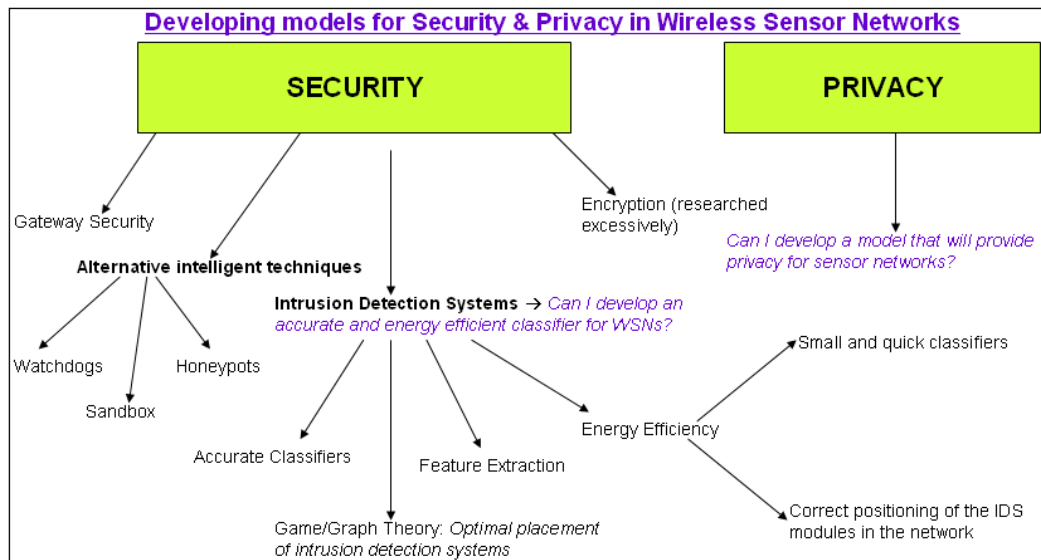 Developing models for Security & Privacy in Wireless Sensor Networks
SECURITY
PRIVACY
Gateway Security
Encryption (researched
excessively)
Can I develop a model that will provide
privacy for sensor networks?
Alternative intelligent techniques
Intrusion Detection Systems → Can I develop an
accurate and energy efficient classifier for WSNs?
Watchdogs
Honeypots
Sandbox
Small and quick classifiers
Energy Efficiency
Accurate Classifiers
Feature Extraction
Game/Graph Theory: Optimal placement
of intrusion detection systems
Correct positioning of the IDS
modules in the network